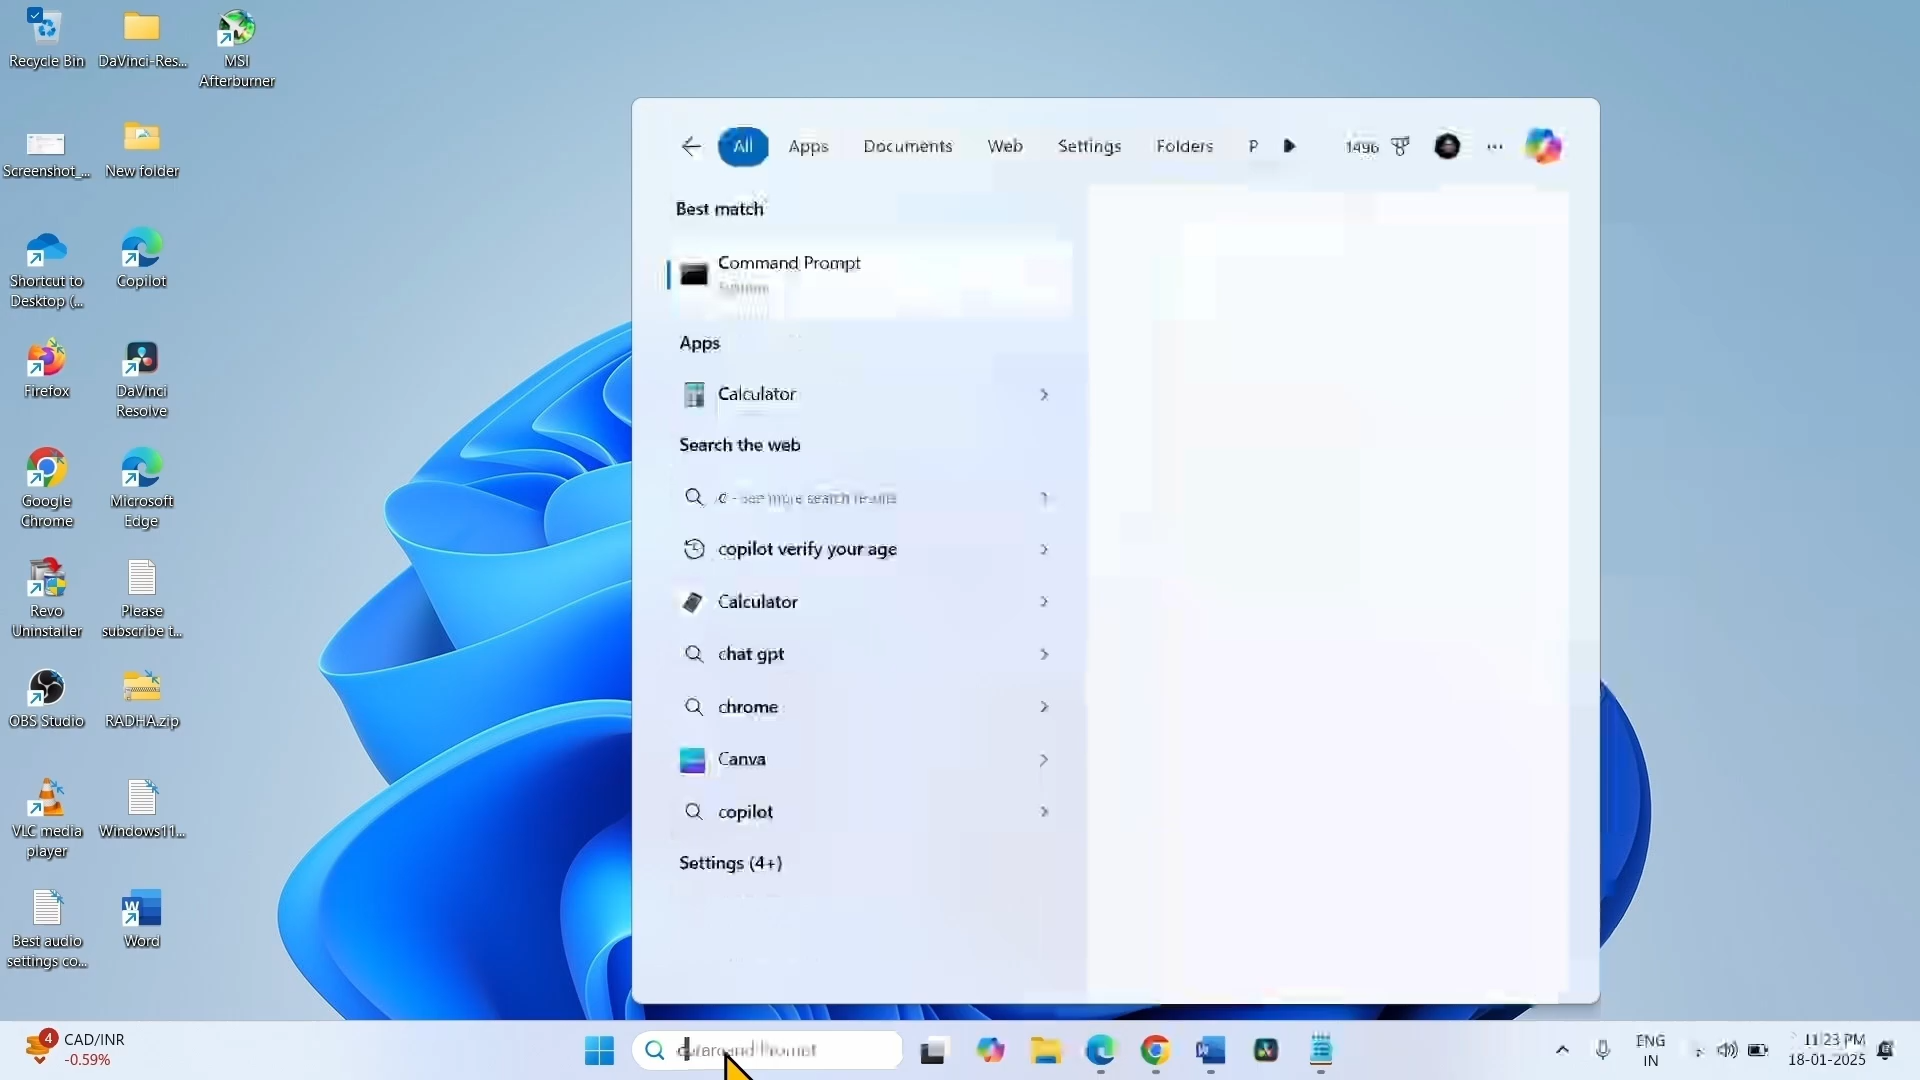 Recycle Bin
DaVinci-Res...
MSI
Afterburner
Screenshot_...
New folder
Shortcut to
Desktop (...
Copilot
Firefox
DaVinci
Resolve
Google
Chrome
Microsoft
Edge
Revo
Uninstaller
Please
subscribe t...
OBS Studio
RADHA.zip
VLC media
player
Windows11...
Best audio
settings co...
Word
All
Apps
Documents
Web
Settings
Folders
P
1496
...
Best match
Command Prompt
System
Apps
Calculator
Search the web
c - See more search results
copilot verify your age
Calculator
chat gpt
chrome
Canva
copilot
Settings (4+)
4
CAD/INR
-0.59%
ENG
IN
11:23 PM
18-01-2025